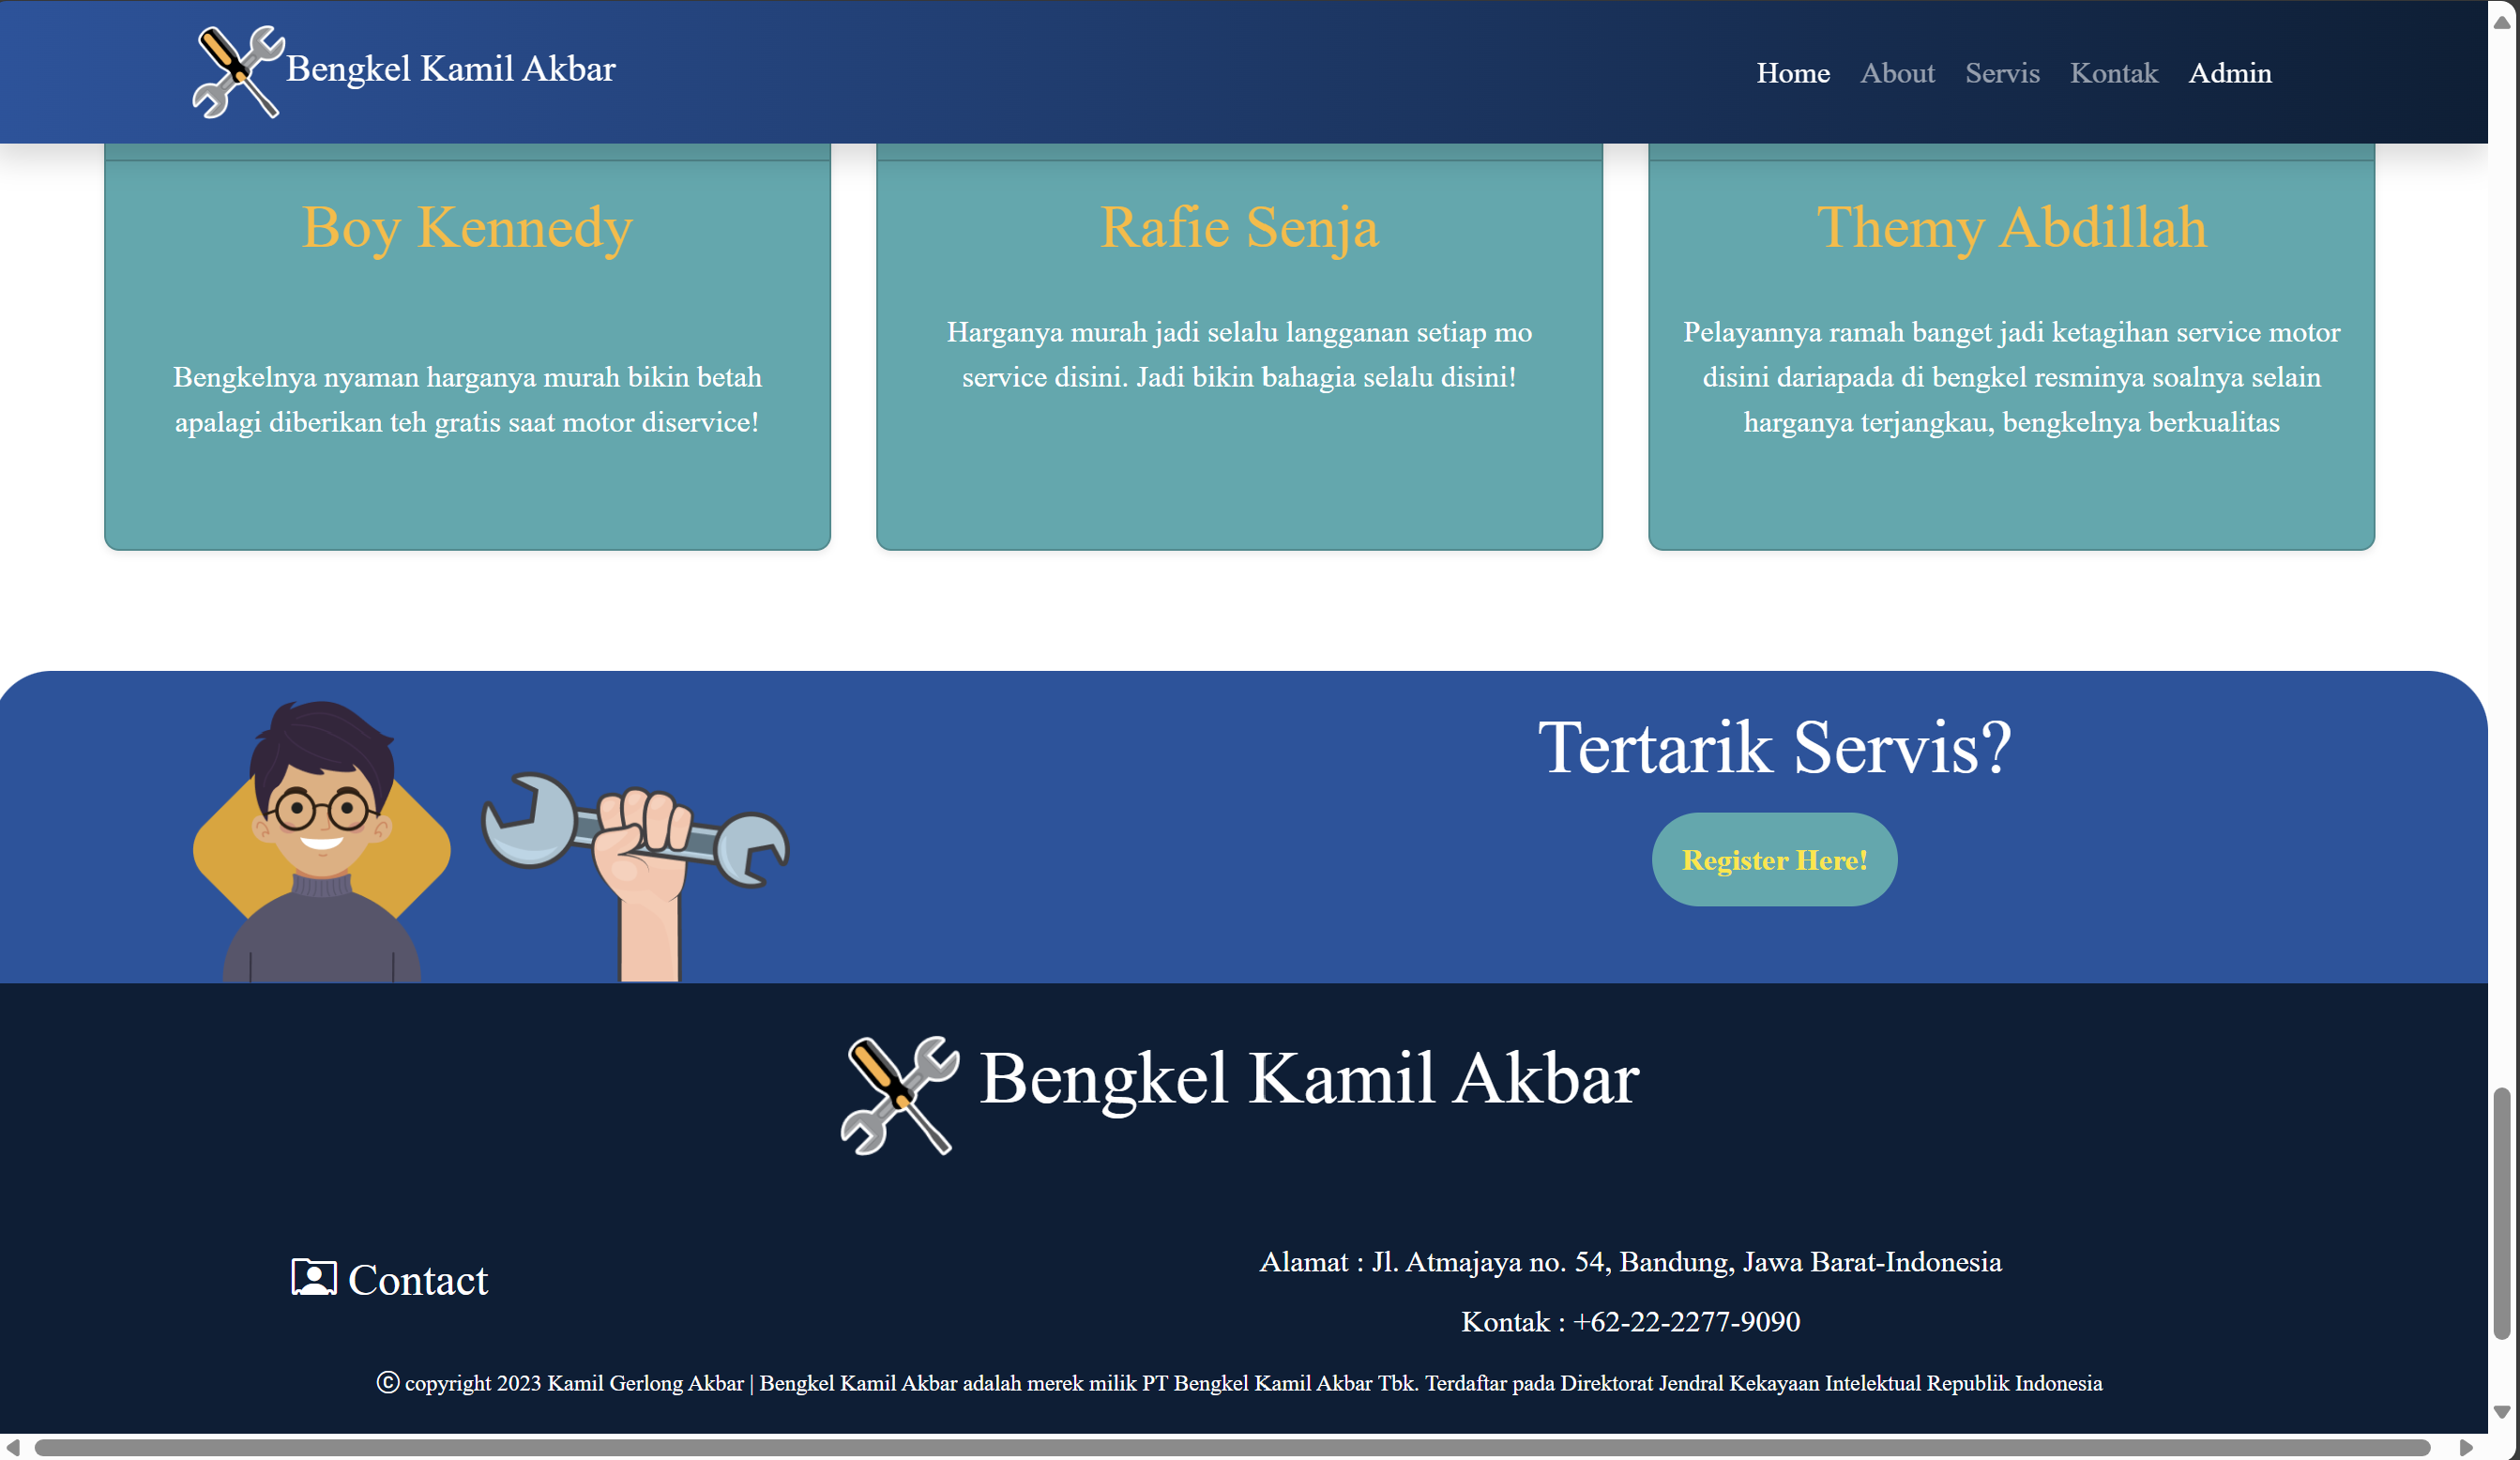 Bengkel Kamil Akbar
Home About Servis Kontak Admin
Boy Kennedy
Bengkelnya nyaman harganya murah bikin betah
apalagi diberikan teh gratis saat motor diservice!
Rafie Senja
Harganya murah jadi selalu langganan setiap mo
service disini. Jadi bikin bahagia selalu disini!
Themy Abdillah
Pelayannya ramah banget jadi ketagihan service motor
disini dariapada di bengkel resminya soalnya selain
harganya terjangkau, bengkelnya berkualitas
Tertarik Servis?
Register Here!
Bengkel Kamil Akbar
Contact
Alamat : Jl. Atmajaya no. 54, Bandung, Jawa Barat-Indonesia
Kontak : +62-22-2277-9090
© copyright 2023 Kamil Gerlong Akbar | Bengkel Kamil Akbar adalah merek milik PT Bengkel Kamil Akbar Tbk. Terdaftar pada Direktorat Jendral Kekayaan Intelektual Republik Indonesia